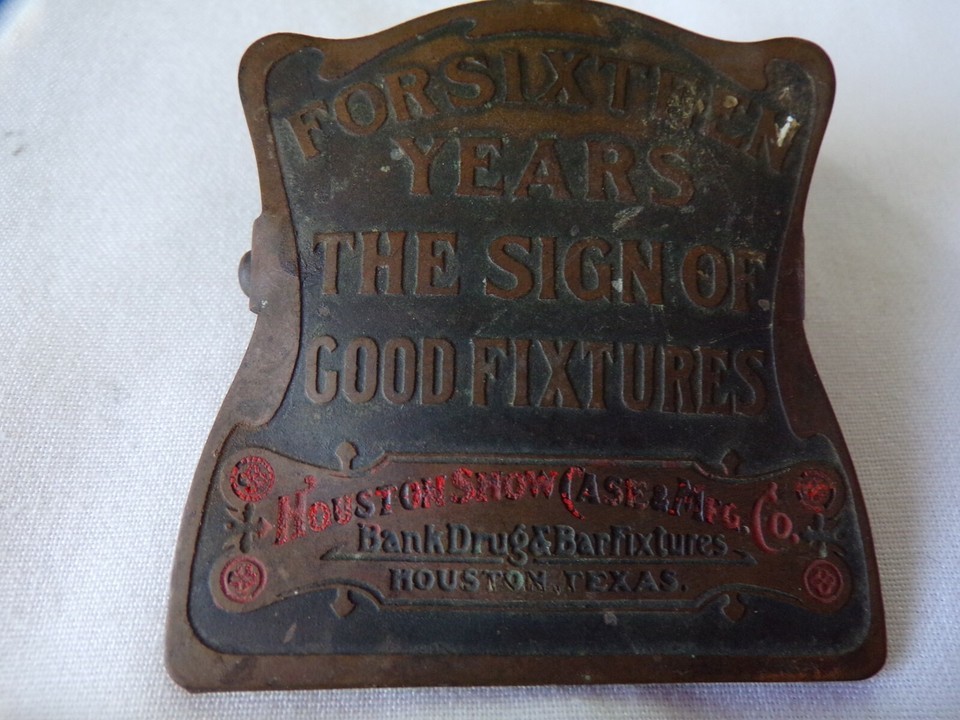 FOR SIXTEEN
YEARS
THE SIGN OF
GOOD FIXTURES
HOUSTON SHOW CASE & MFG. CO.
Bank Drug & Bar fixtures
HOUSTON, TEXAS.